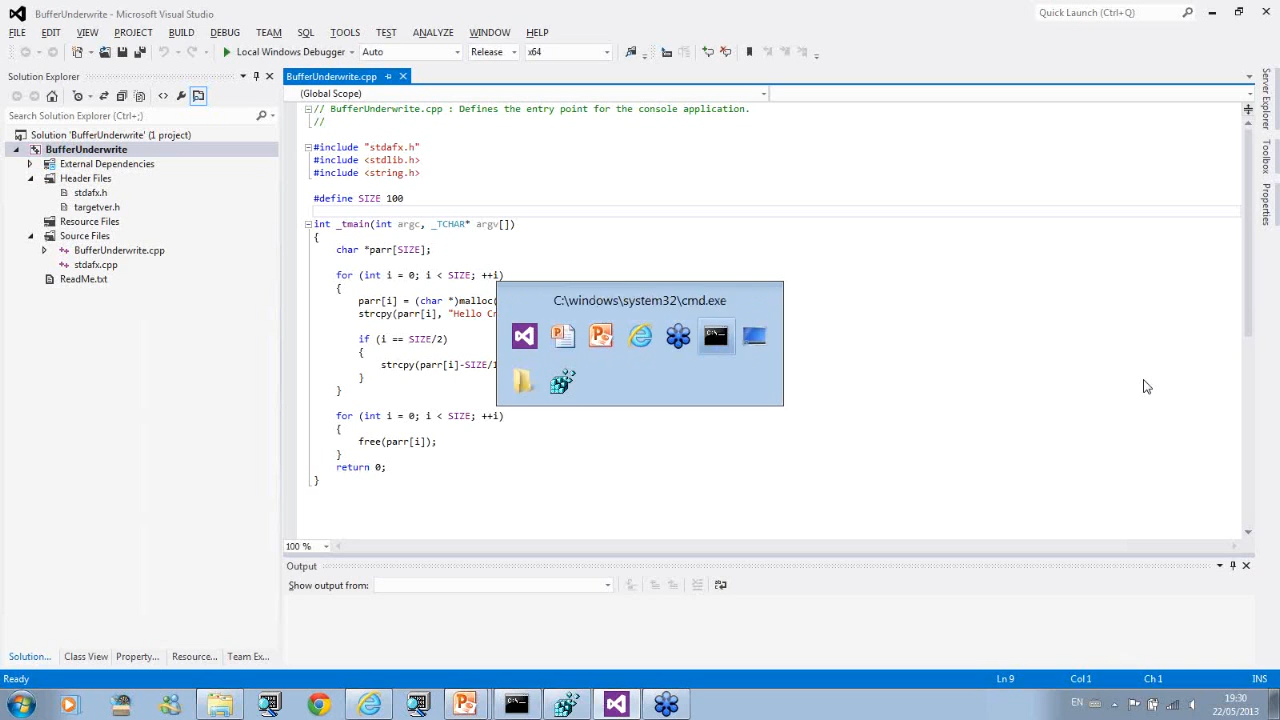 BufferUnderwrite - Microsoft Visual Studio
Quick Launch (Ctrl+Q)
FILE EDIT VIEW PROJECT BUILD DEBUG TEAM SQL TOOLS TEST ANALYZE WINDOW HELP
Local Windows Debugger Auto Release x64
Solution Explorer
Search Solution Explorer (Ctrl+;)
Solution 'BufferUnderwrite' (1 project)
BufferUnderwrite
External Dependencies
Header Files
stdafx.h
targetver.h
Resource Files
Source Files
BufferUnderwrite.cpp
stdafx.cpp
ReadMe.txt
Solution... Class View Property... Resource... Team Ex...
BufferUnderwrite.cpp
(Global Scope)
// BufferUnderwrite.cpp : Defines the entry point for the console application.
//
#include "stdafx.h"
#include <stdlib.h>
#include <string.h>
#define SIZE 100
int _tmain(int argc, _TCHAR* argv[])
{
char *parr[SIZE];
for (int i = 0; i < SIZE; ++i)
{
parr[i] = (char *)malloc(
strcpy(parr[i], "Hello Cr
if (i == SIZE/2)
{
strcpy(parr[i]-SIZE/1
}
}
for (int i = 0; i < SIZE; ++i)
{
free(parr[i]);
}
return 0;
}
C:\windows\system32\cmd.exe
100 %
Output
Show output from:
Server Explorer
Toolbox
Properties
Ready
Ln 9 Col 1 Ch 1 INS
EN
19:30
22/05/2013